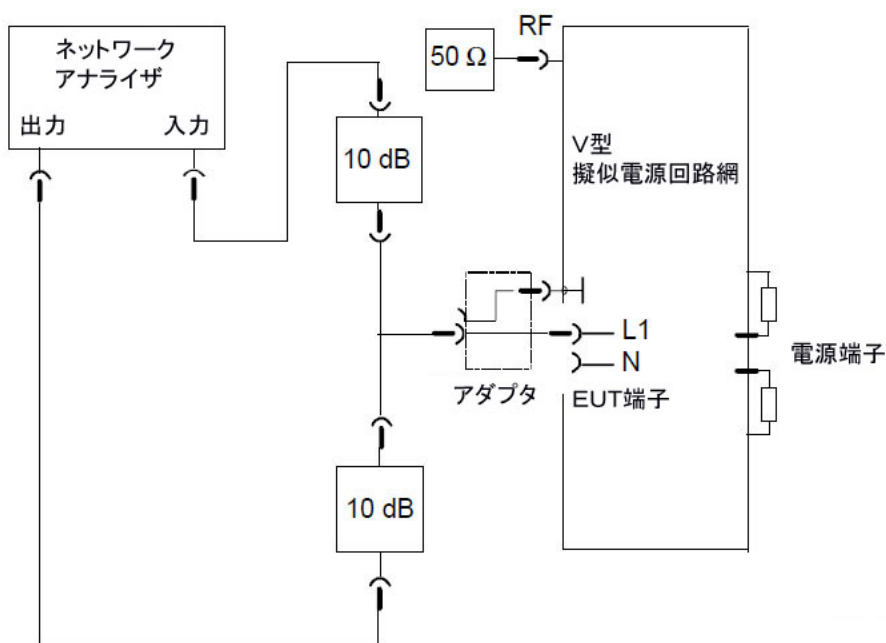 ネットワーク
アナライザ
出力
入力
10 dB
50 Ω
RF
V型
擬似電源回路網
L1
N
アダプタ
EUT端子
電源端子
10 dB